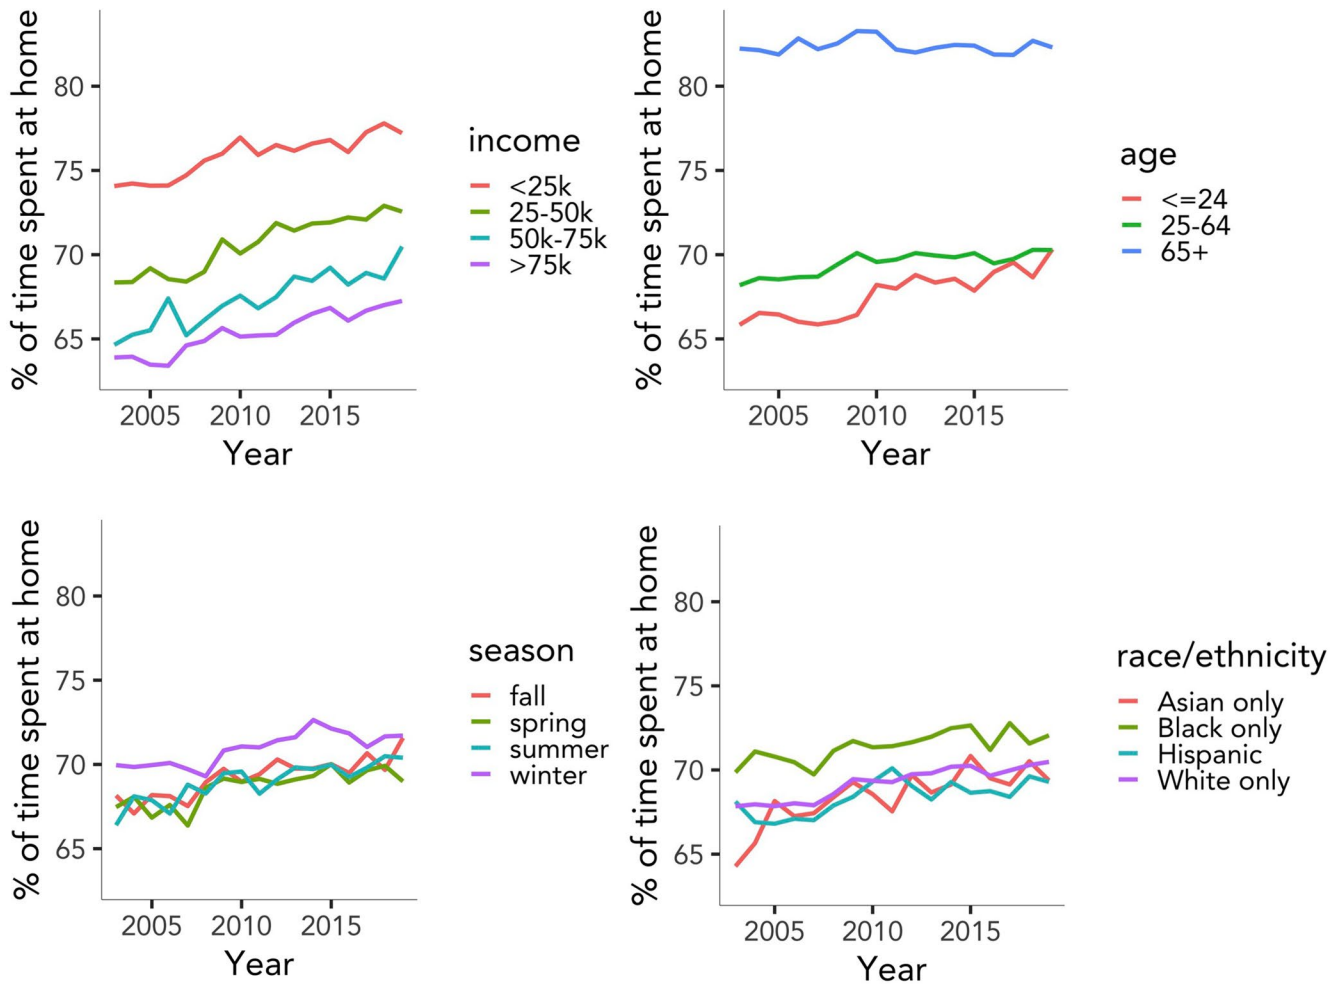 % of time spent at home
80
75
70
65
2005 2010 2015
Year
income
<25k
25-50k
50k-75k
>75k
% of time spent at home
80
75
70
65
2005 2010 2015
Year
age
<=24
25-64
65+
% of time spent at home
80
75
70
65
2005 2010 2015
Year
season
fall
spring
summer
winter
% of time spent at home
80
75
70
65
2005 2010 2015
Year
race/ethnicity
Asian only
Black only
Hispanic
White only